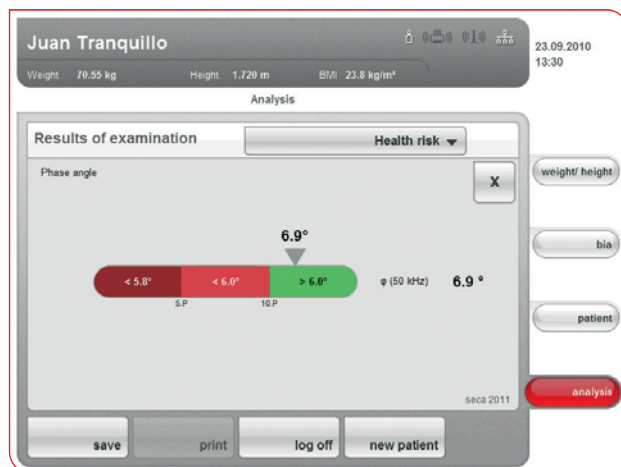 Juan Tranquillo
Weight 70.55 kg Height 1.720 m BMI 23.8 kg/m²
23.09.2010
13:30
Analysis
Results of examination
Health risk
Phase angle
X
6.9°
< 5.8° < 6.0° > 6.0°
5.P 10.P
φ (50 kHz) 6.9 °
seca 2011
weight/ height
bia
patient
analysis
save print log off new patient